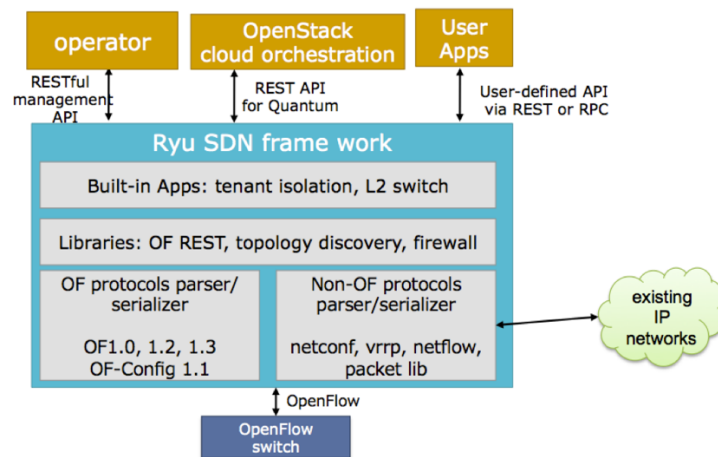 operator
OpenStack
cloud orchestration
User
Apps
RESTful
management
API
REST API
for Quantum
User-defined API
via REST or RPC
Ryu SDN frame work
Built-in Apps: tenant isolation, L2 switch
Libraries: OF REST, topology discovery, firewall
OF protocols parser/
serializer
OF1.0, 1.2, 1.3
OF-Config 1.1
Non-OF protocols
parser/serializer
netconf, vrrp, netflow,
packet lib
existing
IP
networks
OpenFlow
OpenFlow
switch